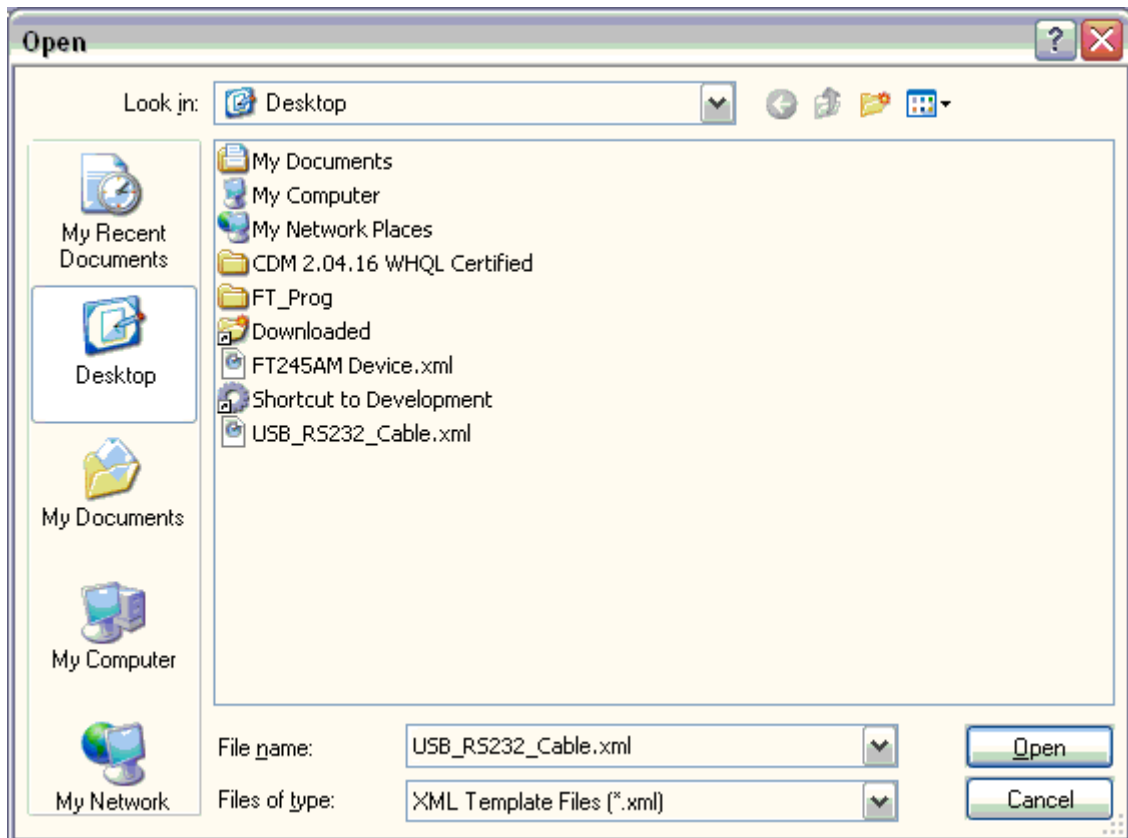 Open
Look in: Desktop
My Documents
My Computer
My Network Places
CDM 2.04.16 WHQL Certified
FT_Prog
Downloaded
FT245AM Device.xml
Shortcut to Development
USB_RS232_Cable.xml
My Recent
Documents
Desktop
My Documents
My Computer
My Network
File name: USB_RS232_Cable.xml Open
Files of type: XML Template Files (*.xml) Cancel